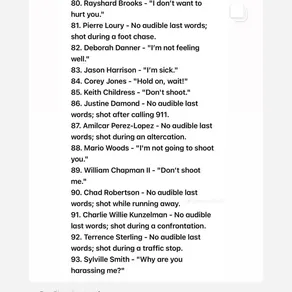 80. Rayshard Brooks - "I don't want to
hurt you."
81. Pierre Loury - No audible last words;
shot during a foot chase.
82. Deborah Danner - "I'm not feeling
well."
83. Jason Harrison - "I'm sick."
84. Corey Jones - "Hold on, wait!"
85. Keith Childress - "Don't shoot."
86. Justine Damond - No audible last
words; shot after calling 911.
87. Amilcar Perez-Lopez - No audible last
words; shot during an altercation.
88. Mario Woods - "I'm not going to shoot
you."
89. William Chapman II - "Don't shoot
me."
90. Chad Robertson - No audible last
words; shot while running away.
91. Charlie Willie Kunzelman - No audible
last words; shot during a confrontation.
92. Terrence Sterling - No audible last
words; shot during a traffic stop.
93. Sylville Smith - "Why are you
harassing me?"